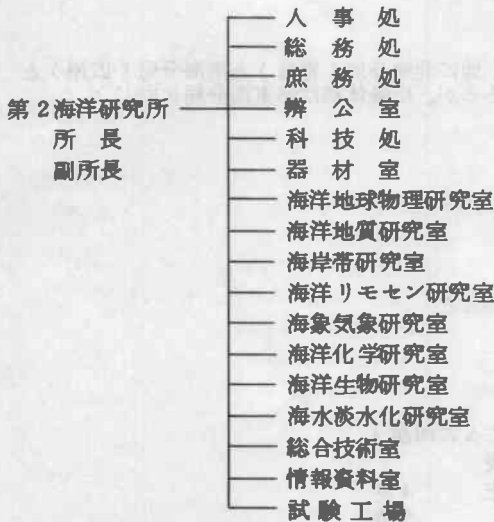 人事処
総務処
庶務処
第2海洋研究所
辦公室
所長
科技処
副所長
器材室
海洋地球物理研究室
海洋地質研究室
海岸帯研究室
海洋リモセン研究室
海象気象研究室
海洋化学研究室
海洋生物研究室
海水淡水化研究室
総合技術室
情報資料室
試験工場